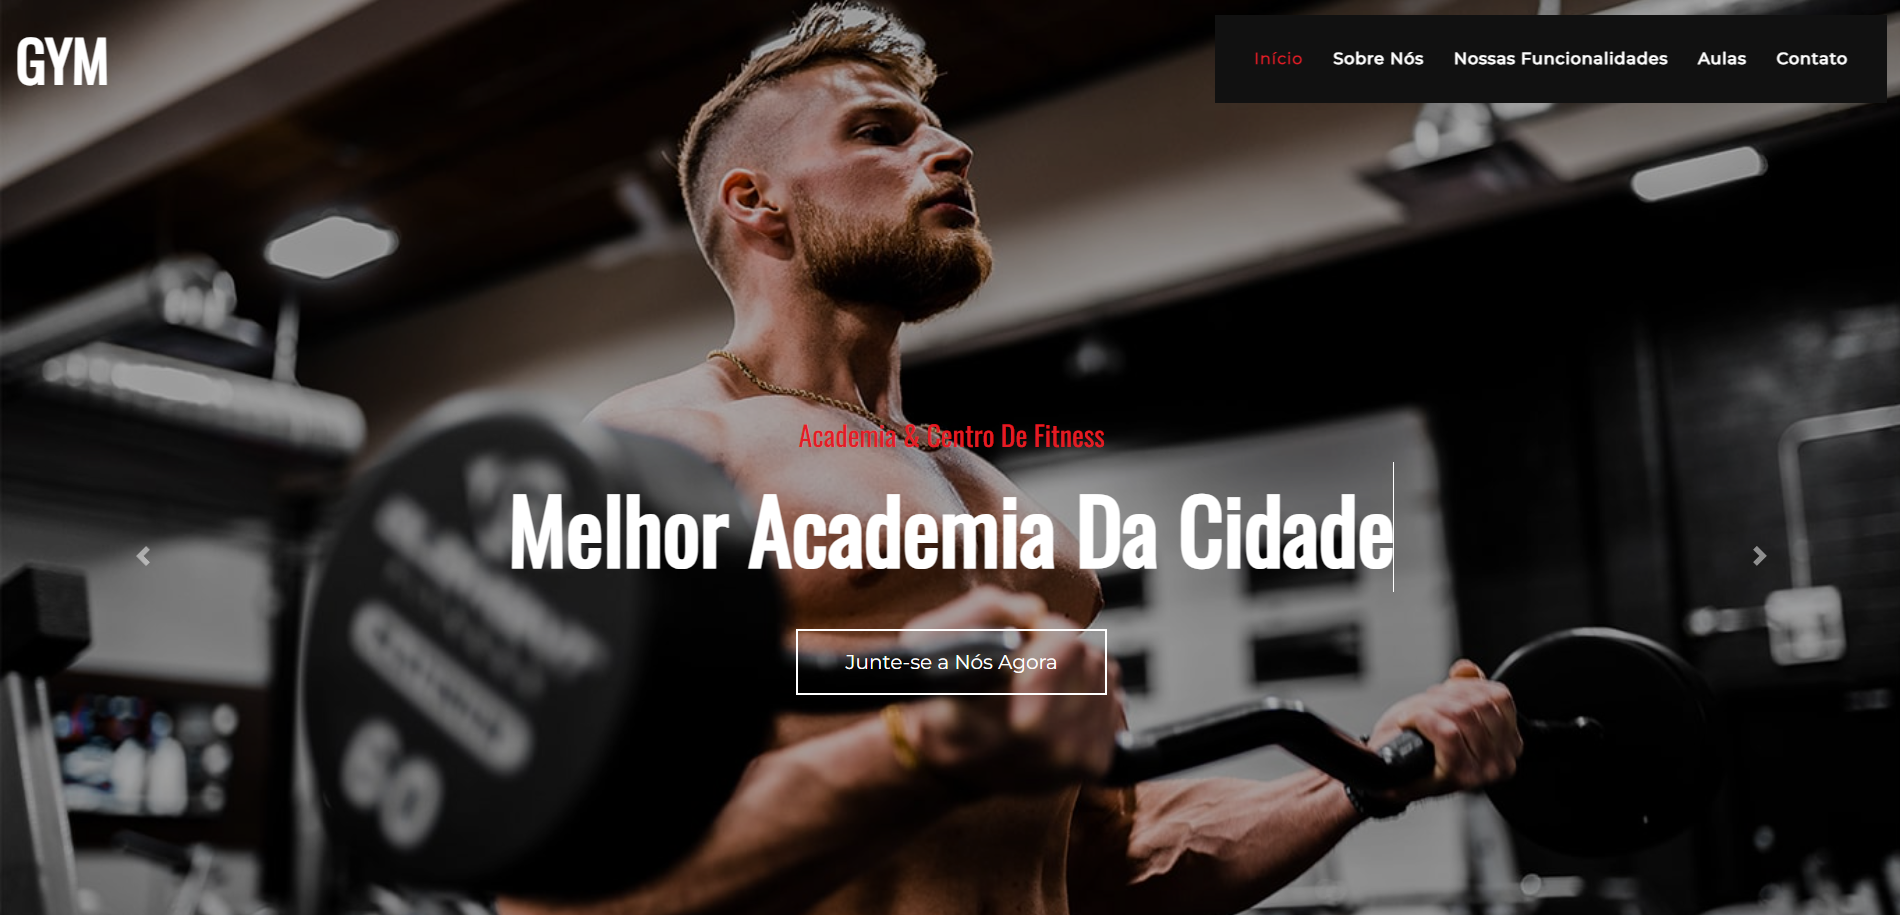 GYM
Início Sobre Nós Nossas Funcionalidades Aulas Contato
Academia & Centro De Fitness
Melhor Academia Da Cidade
Junte-se a Nós Agora
60